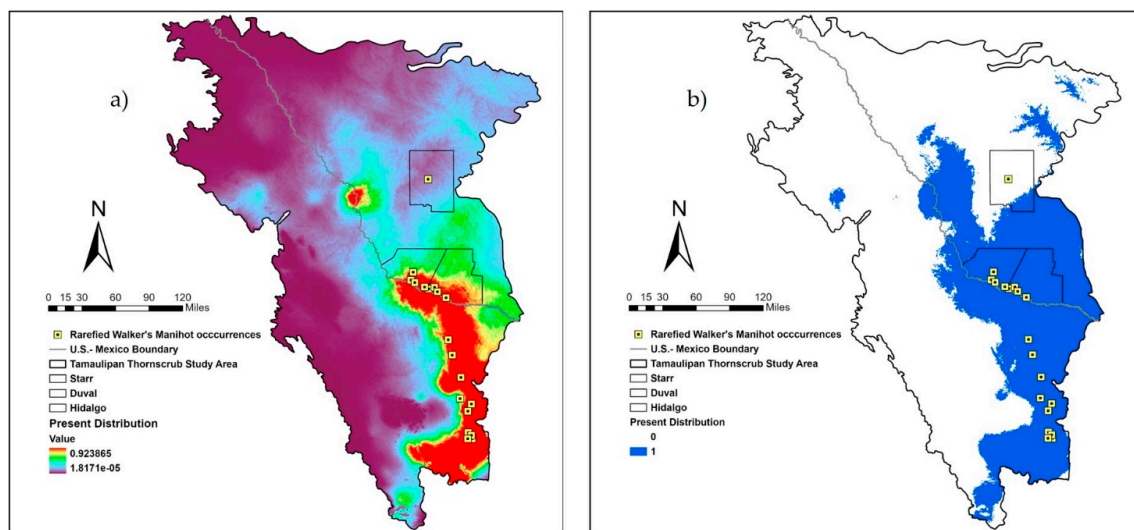 a)
N
0 15 30 60 90 120
Miles
Rarefied Walker's Manihot occcurrences
U.S.- Mexico Boundary
Tamaulipan Thornscrub Study Area
Starr
Duval
Hidalgo
Present Distribution
Value
0.923865
1.8171e-05
b)
N
0 15 30 60 90 120
Miles
Rarefied Walker's Manihot occcurrences
U.S.- Mexico Boundary
Tamaulipan Thornscrub Study Area
Starr
Duval
Hidalgo
Present Distribution
0
1